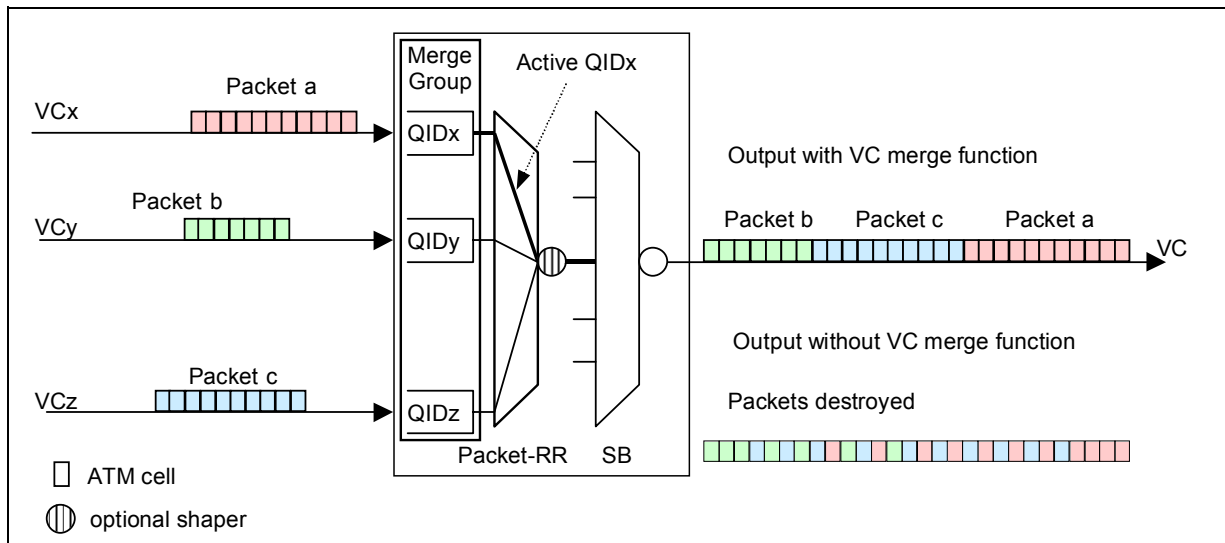 Merge
Group
Active QIDx
Packet a
VCx
QIDx
Output with VC merge function
Packet b
VCy
QIDy
Packet b
Packet c
Packet a
VC
Output without VC merge function
Packet c
VCz
QIDz
Packets destroyed
Packet-RR
SB
ATM cell
optional shaper